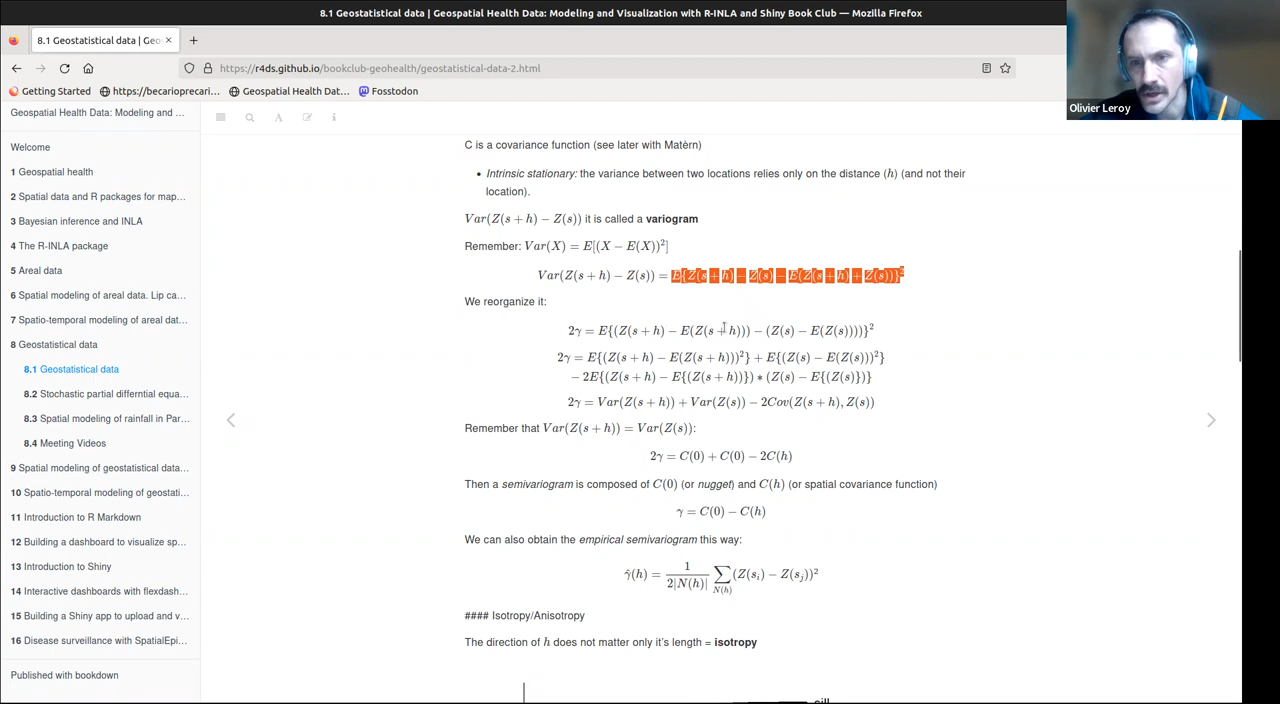 8.1 Geostatistical data | Geospatial Health Data: Modeling and Visualization with R-INLA and Shiny Book Club — Mozilla Firefox
8.1 Geostatistical data | Geo
https://r4ds.github.io/bookclub-geohealth/geostatistical-data-2.html
Getting Started
https://becarioprecari…
Geospatial Health Dat…
Fosstodon
Olivier Leroy
Geospatial Health Data: Modeling and …
Welcome
1 Geospatial health
2 Spatial data and R packages for map…
3 Bayesian inference and INLA
4 The R-INLA package
5 Areal data
6 Spatial modeling of areal data. Lip ca…
7 Spatio-temporal modeling of areal dat…
8 Geostatistical data
8.1 Geostatistical data
8.2 Stochastic partial differntial equa…
8.3 Spatial modeling of rainfall in Par…
8.4 Meeting Videos
9 Spatial modeling of geostatistical data…
10 Spatio-temporal modeling of geostati…
11 Introduction to R Markdown
12 Building a dashboard to visualize sp…
13 Introduction to Shiny
14 Interactive dashboards with flexdash…
15 Building a Shiny app to upload and v…
16 Disease surveillance with SpatialEpi…
Published with bookdown
C is a covariance function (see later with Matèrn)
• Intrinsic stationary: the variance between two locations relies only on the distance (h) (and not their
location).
Var(Z(s + h) − Z(s)) it is called a variogram
Remember: Var(X) = E[(X − E(X))²]
Var(Z(s + h) − Z(s)) = E{Z(s + h) − Z(s) − E(Z(s + h) + Z(s))}²
We reorganize it:
2γ = E{(Z(s + h) − E(Z(s + h))) − (Z(s) − E(Z(s)))}²
2γ = E{(Z(s + h) − E(Z(s + h)))²} + E{(Z(s) − E(Z(s)))²}
− 2E{(Z(s + h) − E{(Z(s + h))}) ∗ (Z(s) − E{(Z(s)})}
2γ = Var(Z(s + h)) + Var(Z(s)) − 2Cov(Z(s + h), Z(s))
Remember that Var(Z(s + h)) = Var(Z(s):
2γ = C(0) + C(0) − 2C(h)
Then a semivariogram is composed of C(0) (or nugget) and C(h) (or spatial covariance function)
γ = C(0) − C(h)
We can also obtain the empirical semivariogram this way:
γ̂(h) = 1/2|N(h)| ∑N(h) (Z(sᵢ) − Z(sⱼ))²
#### Isotropy/Anisotropy
The direction of h does not matter only it's length = isotropy
sill